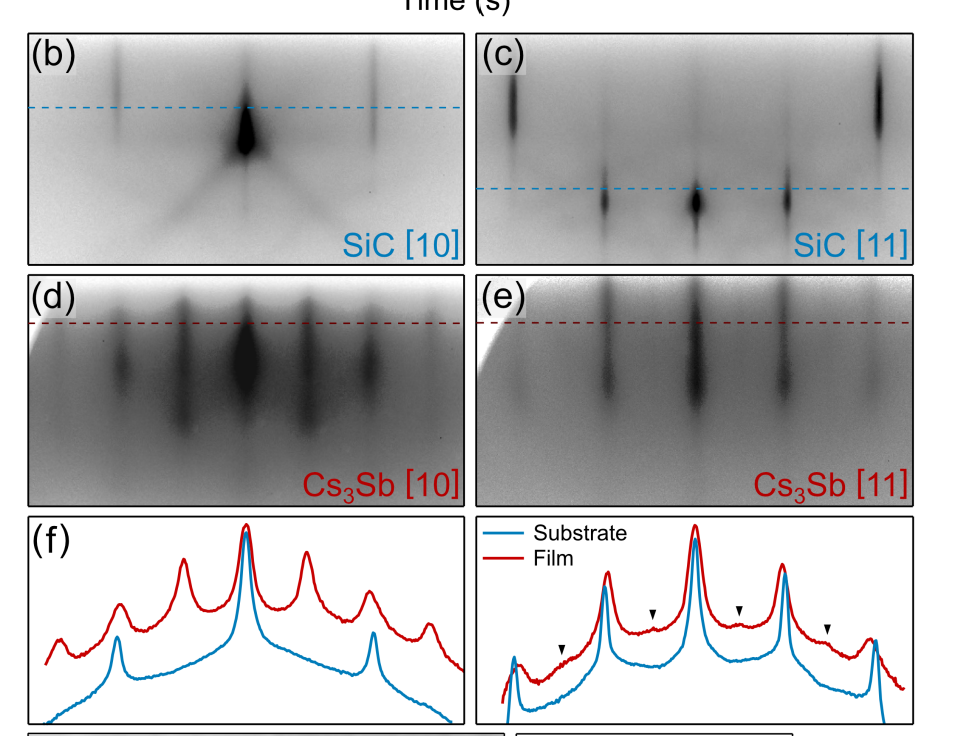 Time (s)
(b)
SiC [10]
(c)
SiC [11]
(d)
Cs₃Sb [10]
(e)
Cs₃Sb [11]
(f)
Substrate
Film